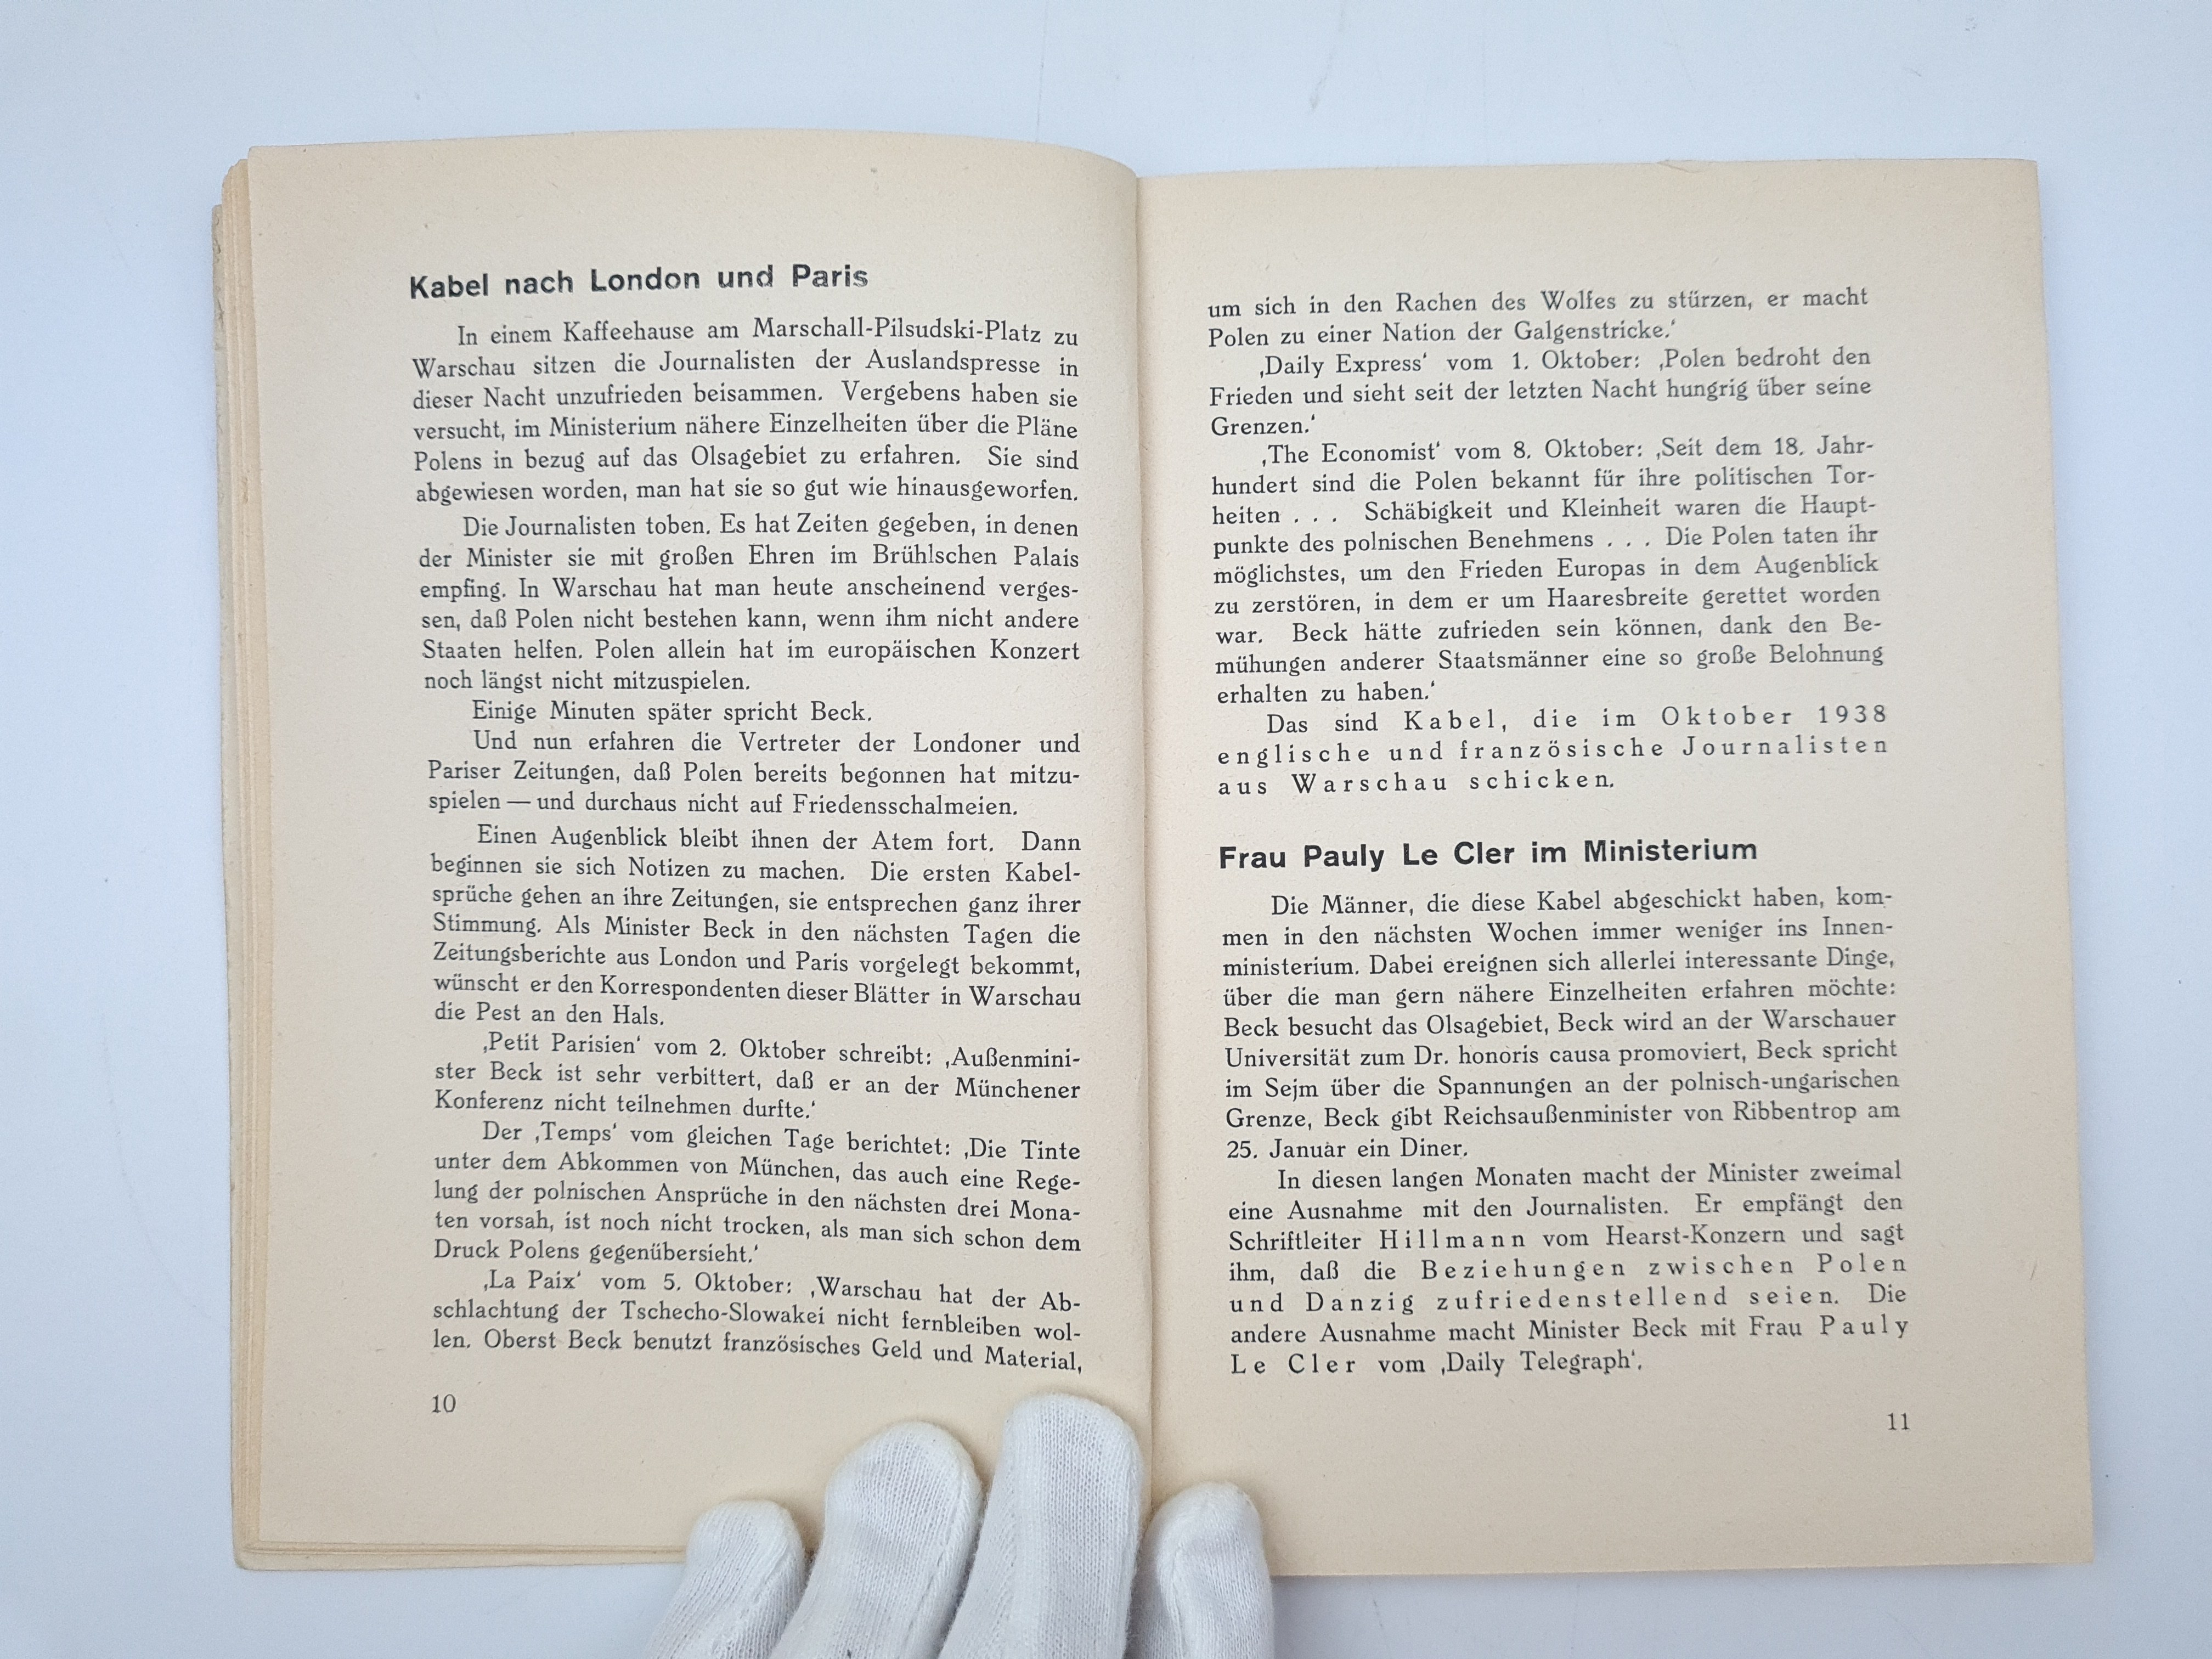 Kabel nach London und Paris
In einem Kaffeehause am Marschall-Pilsudski-Platz zu
Warschau sitzen die Journalisten der Auslandspresse in
dieser Nacht unzufrieden beisammen. Vergebens haben sie
versucht, im Ministerium nähere Einzelheiten über die Pläne
Polens in bezug auf das Olsagebiet zu erfahren. Sie sind
abgewiesen worden, man hat sie so gut wie hinausgeworfen.
Die Journalisten toben. Es hat Zeiten gegeben, in denen
der Minister sie mit großen Ehren im Brühlschen Palais
empfing. In Warschau hat man heute anscheinend verges-
sen, daß Polen nicht bestehen kann, wenn ihm nicht andere
Staaten helfen. Polen allein hat im europäischen Konzert
noch längst nicht mitzuspielen.
Einige Minuten später spricht Beck.
Und nun erfahren die Vertreter der Londoner und
Pariser Zeitungen, daß Polen bereits begonnen hat mitzu-
spielen — und durchaus nicht auf Friedensschalmeien.
Einen Augenblick bleibt ihnen der Atem fort. Dann
beginnen sie sich Notizen zu machen. Die ersten Kabel-
sprüche gehen an ihre Zeitungen, sie entsprechen ganz ihrer
Stimmung. Als Minister Beck in den nächsten Tagen die
Zeitungsberichte aus London und Paris vorgelegt bekommt,
wünscht er den Korrespondenten dieser Blätter in Warschau
die Pest an den Hals.
‚Petit Parisien‘ vom 2. Oktober schreibt: ‚Außenmini-
ster Beck ist sehr verbittert, daß er an der Münchener
Konferenz nicht teilnehmen durfte.‘
Der ‚Temps‘ vom gleichen Tage berichtet: ‚Die Tinte
unter dem Abkommen von München, das auch eine Rege-
lung der polnischen Ansprüche in den nächsten drei Mona-
ten vorsah, ist noch nicht trocken, als man sich schon dem
Druck Polens gegenübersieht.‘
‚La Paix‘ vom 5. Oktober: ‚Warschau hat der Ab-
schlachtung der Tschecho-Slowakei nicht fernbleiben wol-
len. Oberst Beck benutzt französisches Geld und Material,
10
um sich in den Rachen des Wolfes zu stürzen, er macht
Polen zu einer Nation der Galgenstricke.‘
‚Daily Express‘ vom 1. Oktober: ‚Polen bedroht den
Frieden und sieht seit der letzten Nacht hungrig über seine
Grenzen.‘
‚The Economist‘ vom 8. Oktober: ‚Seit dem 18. Jahr-
hundert sind die Polen bekannt für ihre politischen Tor-
heiten . . . Schäbigkeit und Kleinheit waren die Haupt-
punkte des polnischen Benehmens . . . Die Polen taten ihr
möglichstes, um den Frieden Europas in dem Augenblick
zu zerstören, in dem er um Haaresbreite gerettet worden
war. Beck hätte zufrieden sein können, dank den Be-
mühungen anderer Staatsmänner eine so große Belohnung
erhalten zu haben.‘
Das sind Kabel, die im Oktober 1938
englische und französische Journalisten
aus Warschau schicken.
Frau Pauly Le Cler im Ministerium
Die Männer, die diese Kabel abgeschickt haben, kom-
men in den nächsten Wochen immer weniger ins Innen-
ministerium. Dabei ereignen sich allerlei interessante Dinge,
über die man gern nähere Einzelheiten erfahren möchte:
Beck besucht das Olsagebiet, Beck wird an der Warschauer
Universität zum Dr. honoris causa promoviert, Beck spricht
im Sejm über die Spannungen an der polnisch-ungarischen
Grenze, Beck gibt Reichsaußenminister von Ribbentrop am
25. Januar ein Diner.
In diesen langen Monaten macht der Minister zweimal
eine Ausnahme mit den Journalisten. Er empfängt den
Schriftleiter Hillmann vom Hearst-Konzern und sagt
ihm, daß die Beziehungen zwischen Polen
und Danzig zufriedenstellend seien. Die
andere Ausnahme macht Minister Beck mit Frau Pauly
Le Cler vom ‚Daily Telegraph‘.
11